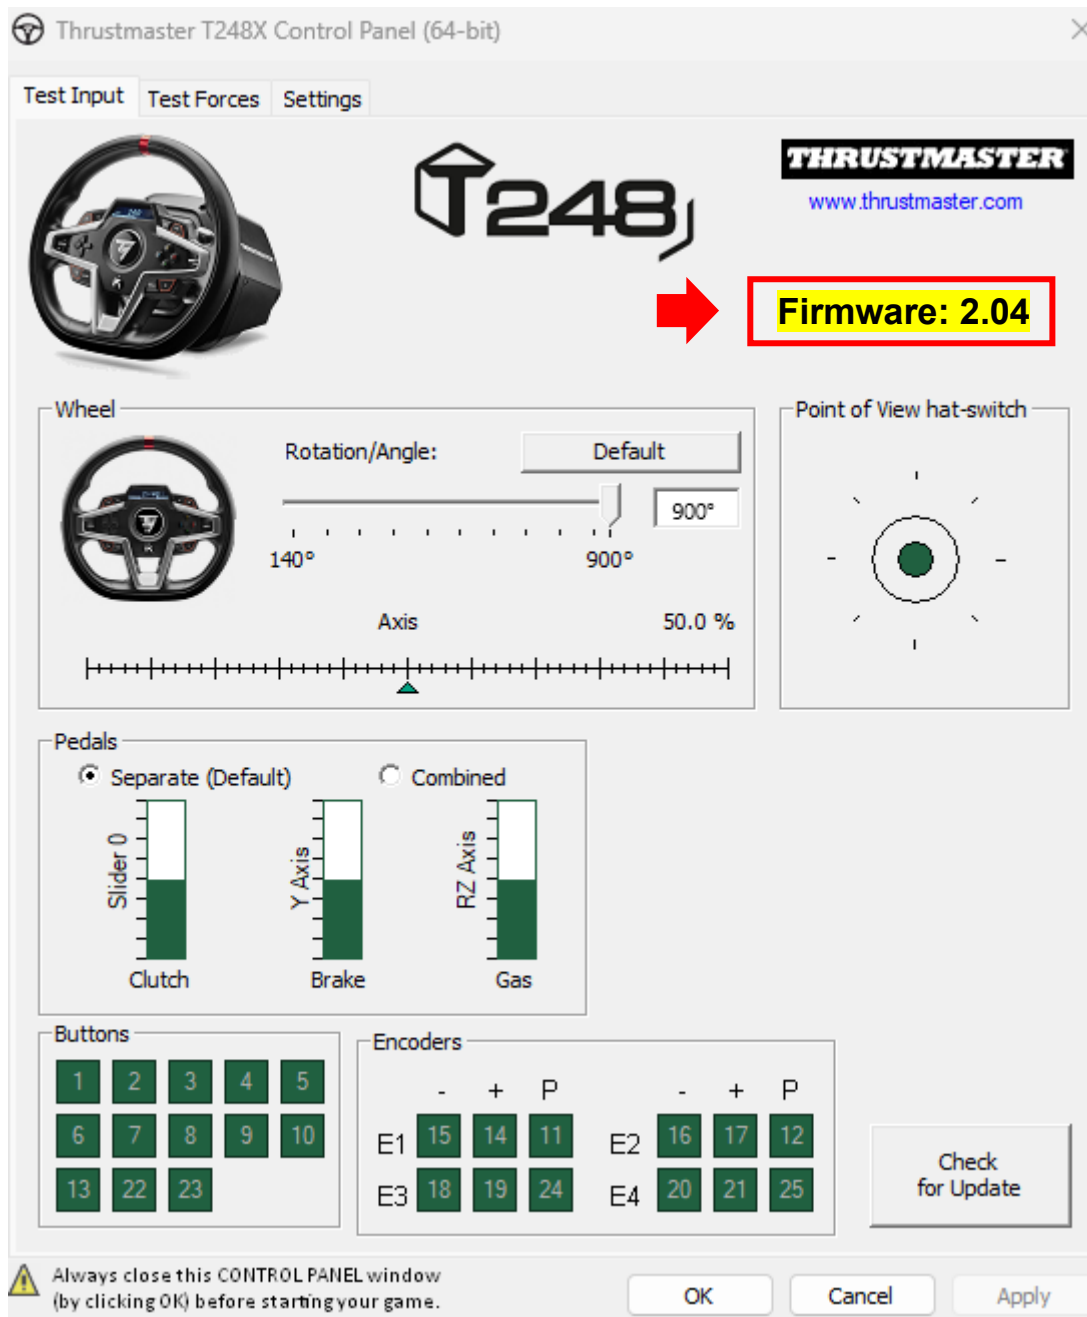 Thrustmaster T248X Control Panel (64-bit)
Test Input Test Forces Settings
T248
THRUSTMASTER
www.thrustmaster.com
Firmware: 2.04
Wheel
Rotation/Angle:
Default
900°
140°
900°
Axis
50.0 %
Point of View hat-switch
Pedals
Separate (Default)
Combined
Slider 0
Y Axis
RZ Axis
Clutch
Brake
Gas
Buttons
1 2 3 4 5
6 7 8 9 10
13 22 23
Encoders
- + P - + P
E1 15 14 11 E2 16 17 12
E3 18 19 24 E4 20 21 25
Check
for Update
Always close this CONTROL PANEL window
(by clicking OK) before starting your game.
OK Cancel Apply